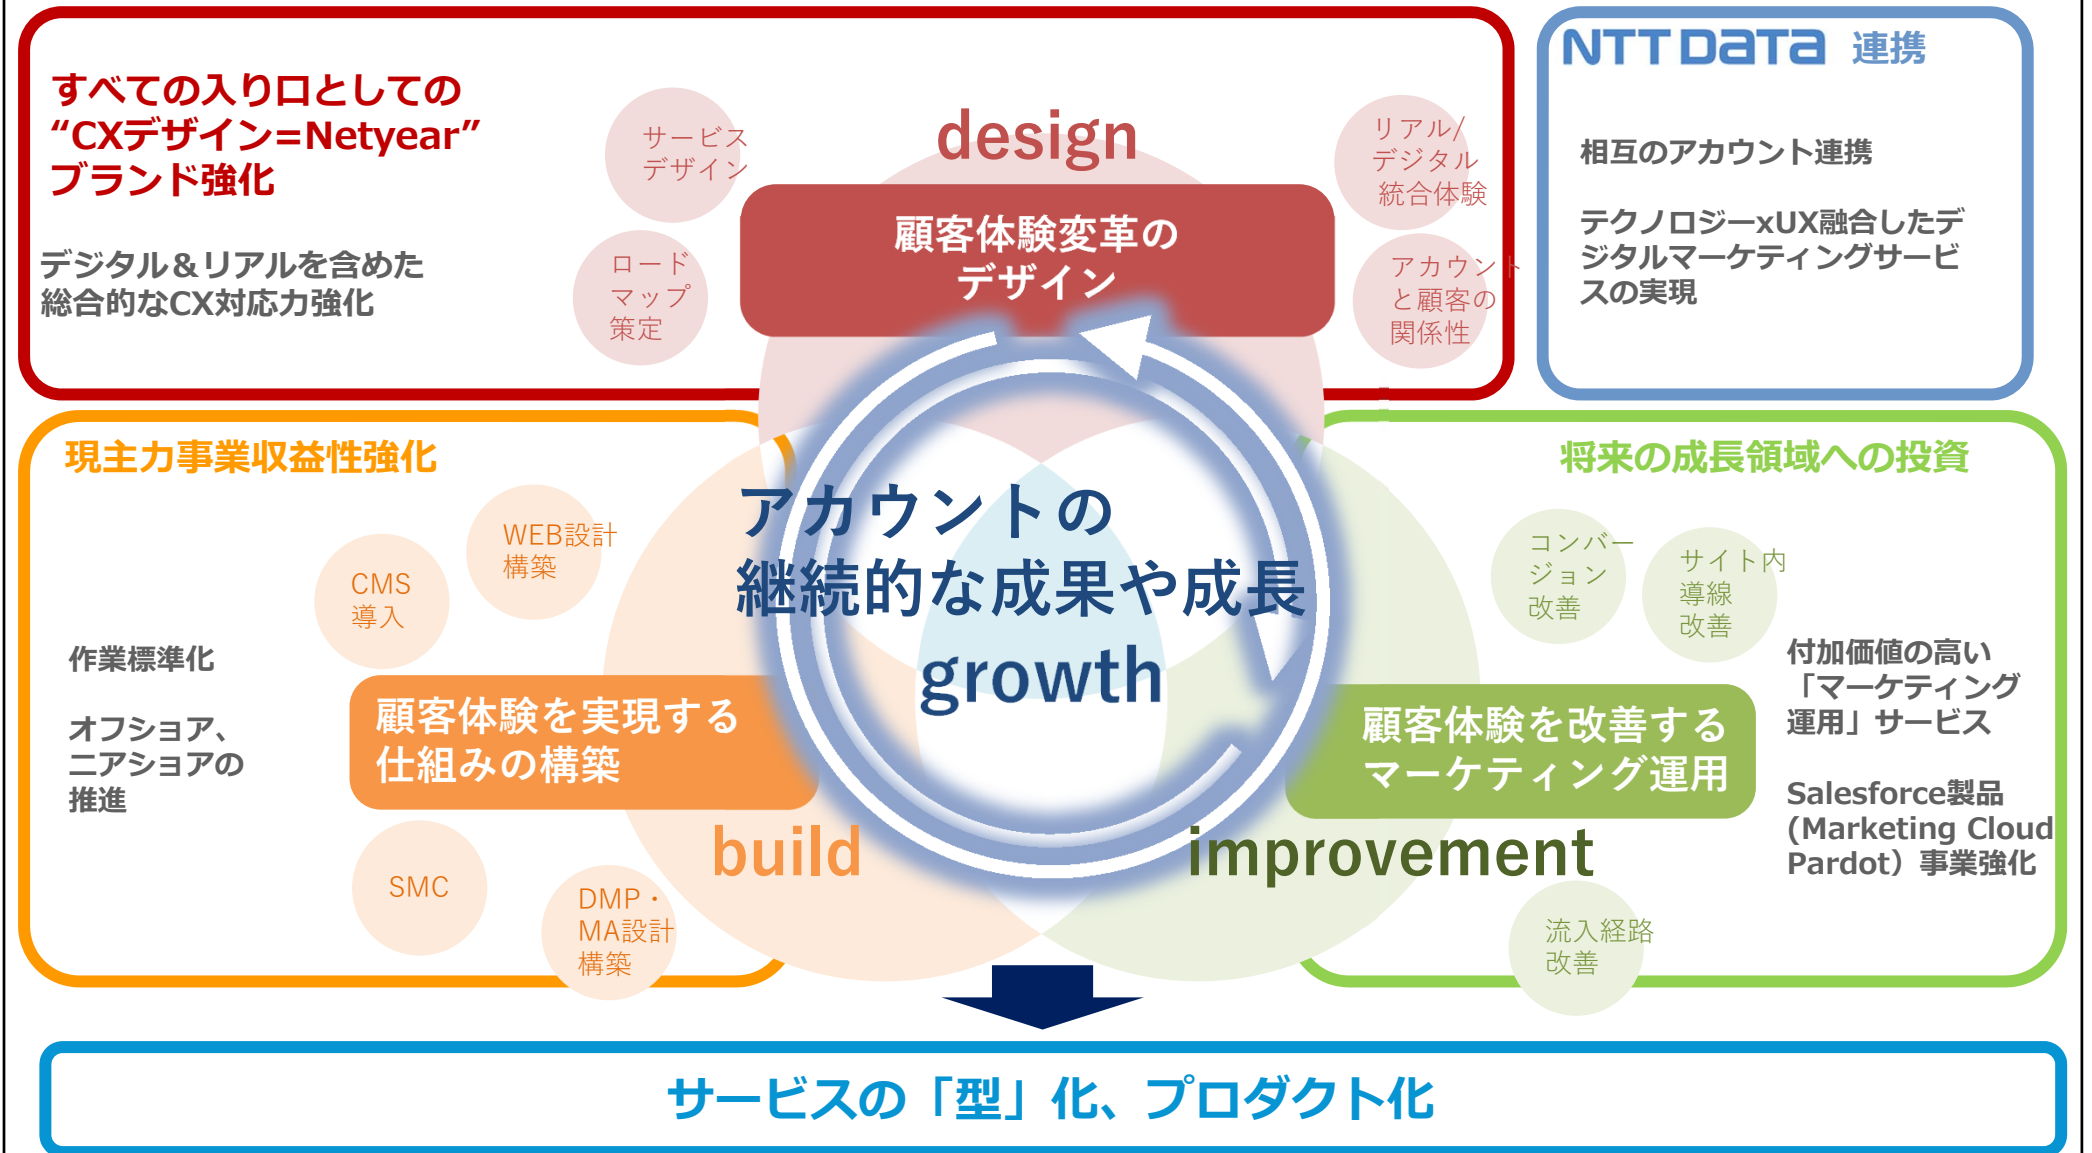 すべての入り口としての
“CXデザイン=Netyear”
ブランド強化
デジタル＆リアルを含めた
総合的なCX対応力強化
サービス
デザイン
ロード
マップ
策定
design
顧客体験変革の
デザイン
リアル/
デジタル
統合体験
アカウント
と顧客の
関係性
NTT DATA 連携
相互のアカウント連携
テクノロジーxUX融合したデ
ジタルマーケティングサービ
スの実現
現主力事業収益性強化
WEB設計
構築
CMS
導入
作業標準化
オフショア、
ニアショアの
推進
顧客体験を実現する
仕組みの構築
build
SMC
DMP・
MA設計
構築
アカウントの
継続的な成果や成長
growth
将来の成長領域への投資
コンバー
ジョン
改善
サイト内
導線
改善
付加価値の高い
「マーケティング
運用」サービス
Salesforce製品
(Marketing Cloud
Pardot）事業強化
顧客体験を改善する
マーケティング運用
improvement
流入経路
改善
サービスの「型」化、プロダクト化